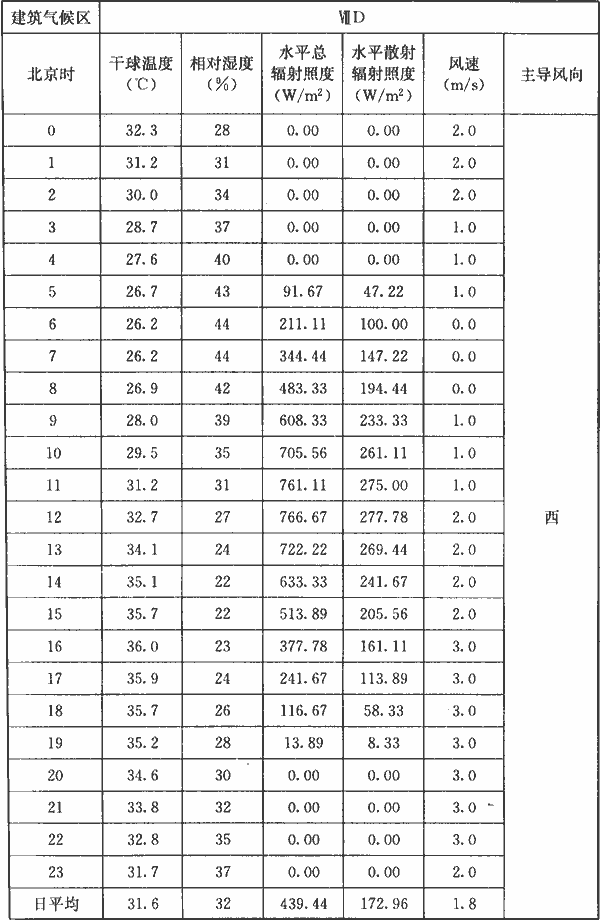 建筑气候区 ⅦD
北京时 干球温度(℃) 相对湿度(%) 水平总辐射照度(W/m²) 水平散射辐射照度(W/m²) 风速(m/s) 主导风向
0 32.3 28 0.00 0.00 2.0
1 31.2 31 0.00 0.00 2.0
2 30.0 34 0.00 0.00 2.0
3 28.7 37 0.00 0.00 1.0
4 27.6 40 0.00 0.00 1.0
5 26.7 43 91.67 47.22 1.0
6 26.2 44 211.11 100.00 0.0
7 26.2 44 344.44 147.22 0.0
8 26.9 42 483.33 194.44 0.0
9 28.0 39 608.33 233.33 1.0
10 29.5 35 705.56 261.11 1.0
11 31.2 31 761.11 275.00 1.0
12 32.7 27 766.67 277.78 2.0 西
13 34.1 24 722.22 269.44 2.0
14 35.1 22 633.33 241.67 2.0
15 35.7 22 513.89 205.56 2.0
16 36.0 23 377.78 161.11 3.0
17 35.9 24 241.67 113.89 3.0
18 35.7 26 116.67 58.33 3.0
19 35.2 28 13.89 8.33 3.0
20 34.6 30 0.00 0.00 3.0
21 33.8 32 0.00 0.00 3.0
22 32.8 35 0.00 0.00 3.0
23 31.7 37 0.00 0.00 2.0
日平均 31.6 32 439.44 172.96 1.8